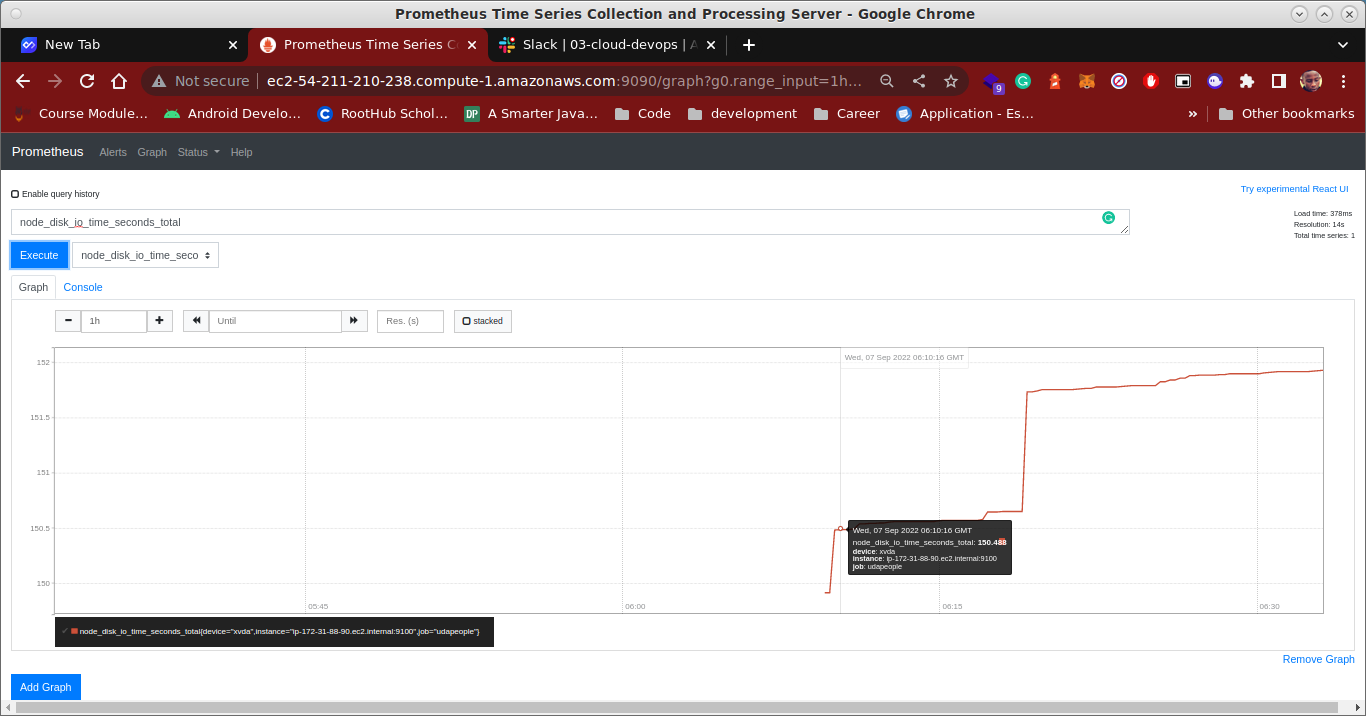 Prometheus Time Series Collection and Processing Server - Google Chrome
New Tab
Prometheus Time Series C
Slack | 03-cloud-devops | A
Not secure | ec2-54-211-210-238.compute-1.amazonaws.com:9090/graph?g0.range_input=1h...
9
Course Module... Android Develo... RootHub Schol... DP A Smarter Java... Code development Career Application - Es... » Other bookmarks
Prometheus Alerts Graph Status Help
Enable query history
Try experimental React UI
node_disk_io_time_seconds_total
Load time: 378ms
Resolution: 14s
Total time series: 1
Execute node_disk_io_time_seco
Graph Console
1h Until Res. (s) stacked
Wed, 07 Sep 2022 06:10:16 GMT
152
151.5
151
150.5
150
Wed, 07 Sep 2022 06:10:16 GMT
node_disk_io_time_seconds_total: 150.488
device: xvda
instance: ip-172-31-88-90.ec2.internal:9100
job: udapeople
05:45 06:00 06:15 06:30
✓ node_disk_io_time_seconds_total{device="xvda",instance="ip-172-31-88-90.ec2.internal:9100",job="udapeople"}
Remove Graph
Add Graph